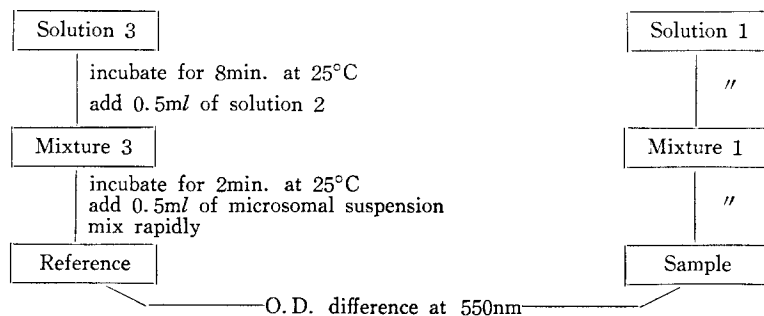 Solution 3 Solution 1
incubate for 8min. at 25°C
add 0.5ml of solution 2 〃
Mixture 3 Mixture 1
incubate for 2min. at 25°C
add 0.5ml of microsomal suspension 〃
mix rapidly
Reference Sample
O.D. difference at 550nm